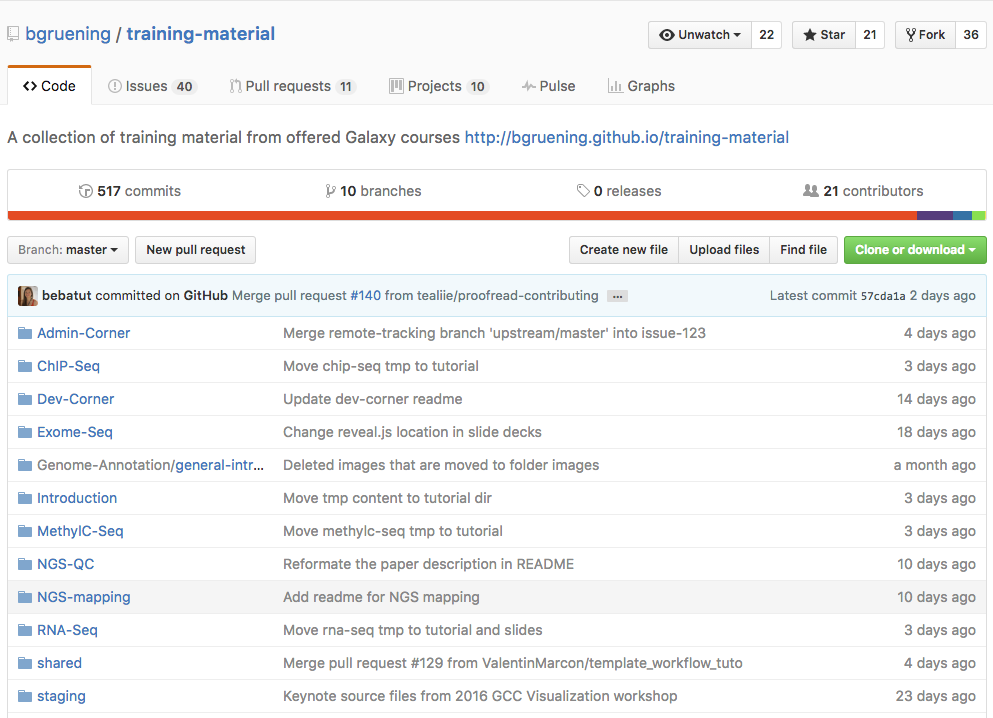 bgruening / training-material Unwatch 22 Star 21 Fork 36
Code Issues 40 Pull requests 11 Projects 10 Pulse Graphs
A collection of training material from offered Galaxy courses http://bgruening.github.io/training-material
517 commits 10 branches 0 releases 21 contributors
Branch: master New pull request Create new file Upload files Find file Clone or download
bebatut committed on GitHub Merge pull request #140 from tealiie/proofread-contributing ... Latest commit 57cda1a 2 days ago
Admin-Corner Merge remote-tracking branch 'upstream/master' into issue-123 4 days ago
ChIP-Seq Move chip-seq tmp to tutorial 3 days ago
Dev-Corner Update dev-corner readme 14 days ago
Exome-Seq Change reveal.js location in slide decks 18 days ago
Genome-Annotation/general-intr... Deleted images that are moved to folder images a month ago
Introduction Move tmp content to tutorial dir 3 days ago
MethylC-Seq Move methylc-seq tmp to tutorial 3 days ago
NGS-QC Reformate the paper description in README 10 days ago
NGS-mapping Add readme for NGS mapping 10 days ago
RNA-Seq Move rna-seq tmp to tutorial and slides 3 days ago
shared Merge pull request #129 from ValentinMarcon/template_workflow_tuto 4 days ago
staging Keynote source files from 2016 GCC Visualization workshop 23 days ago